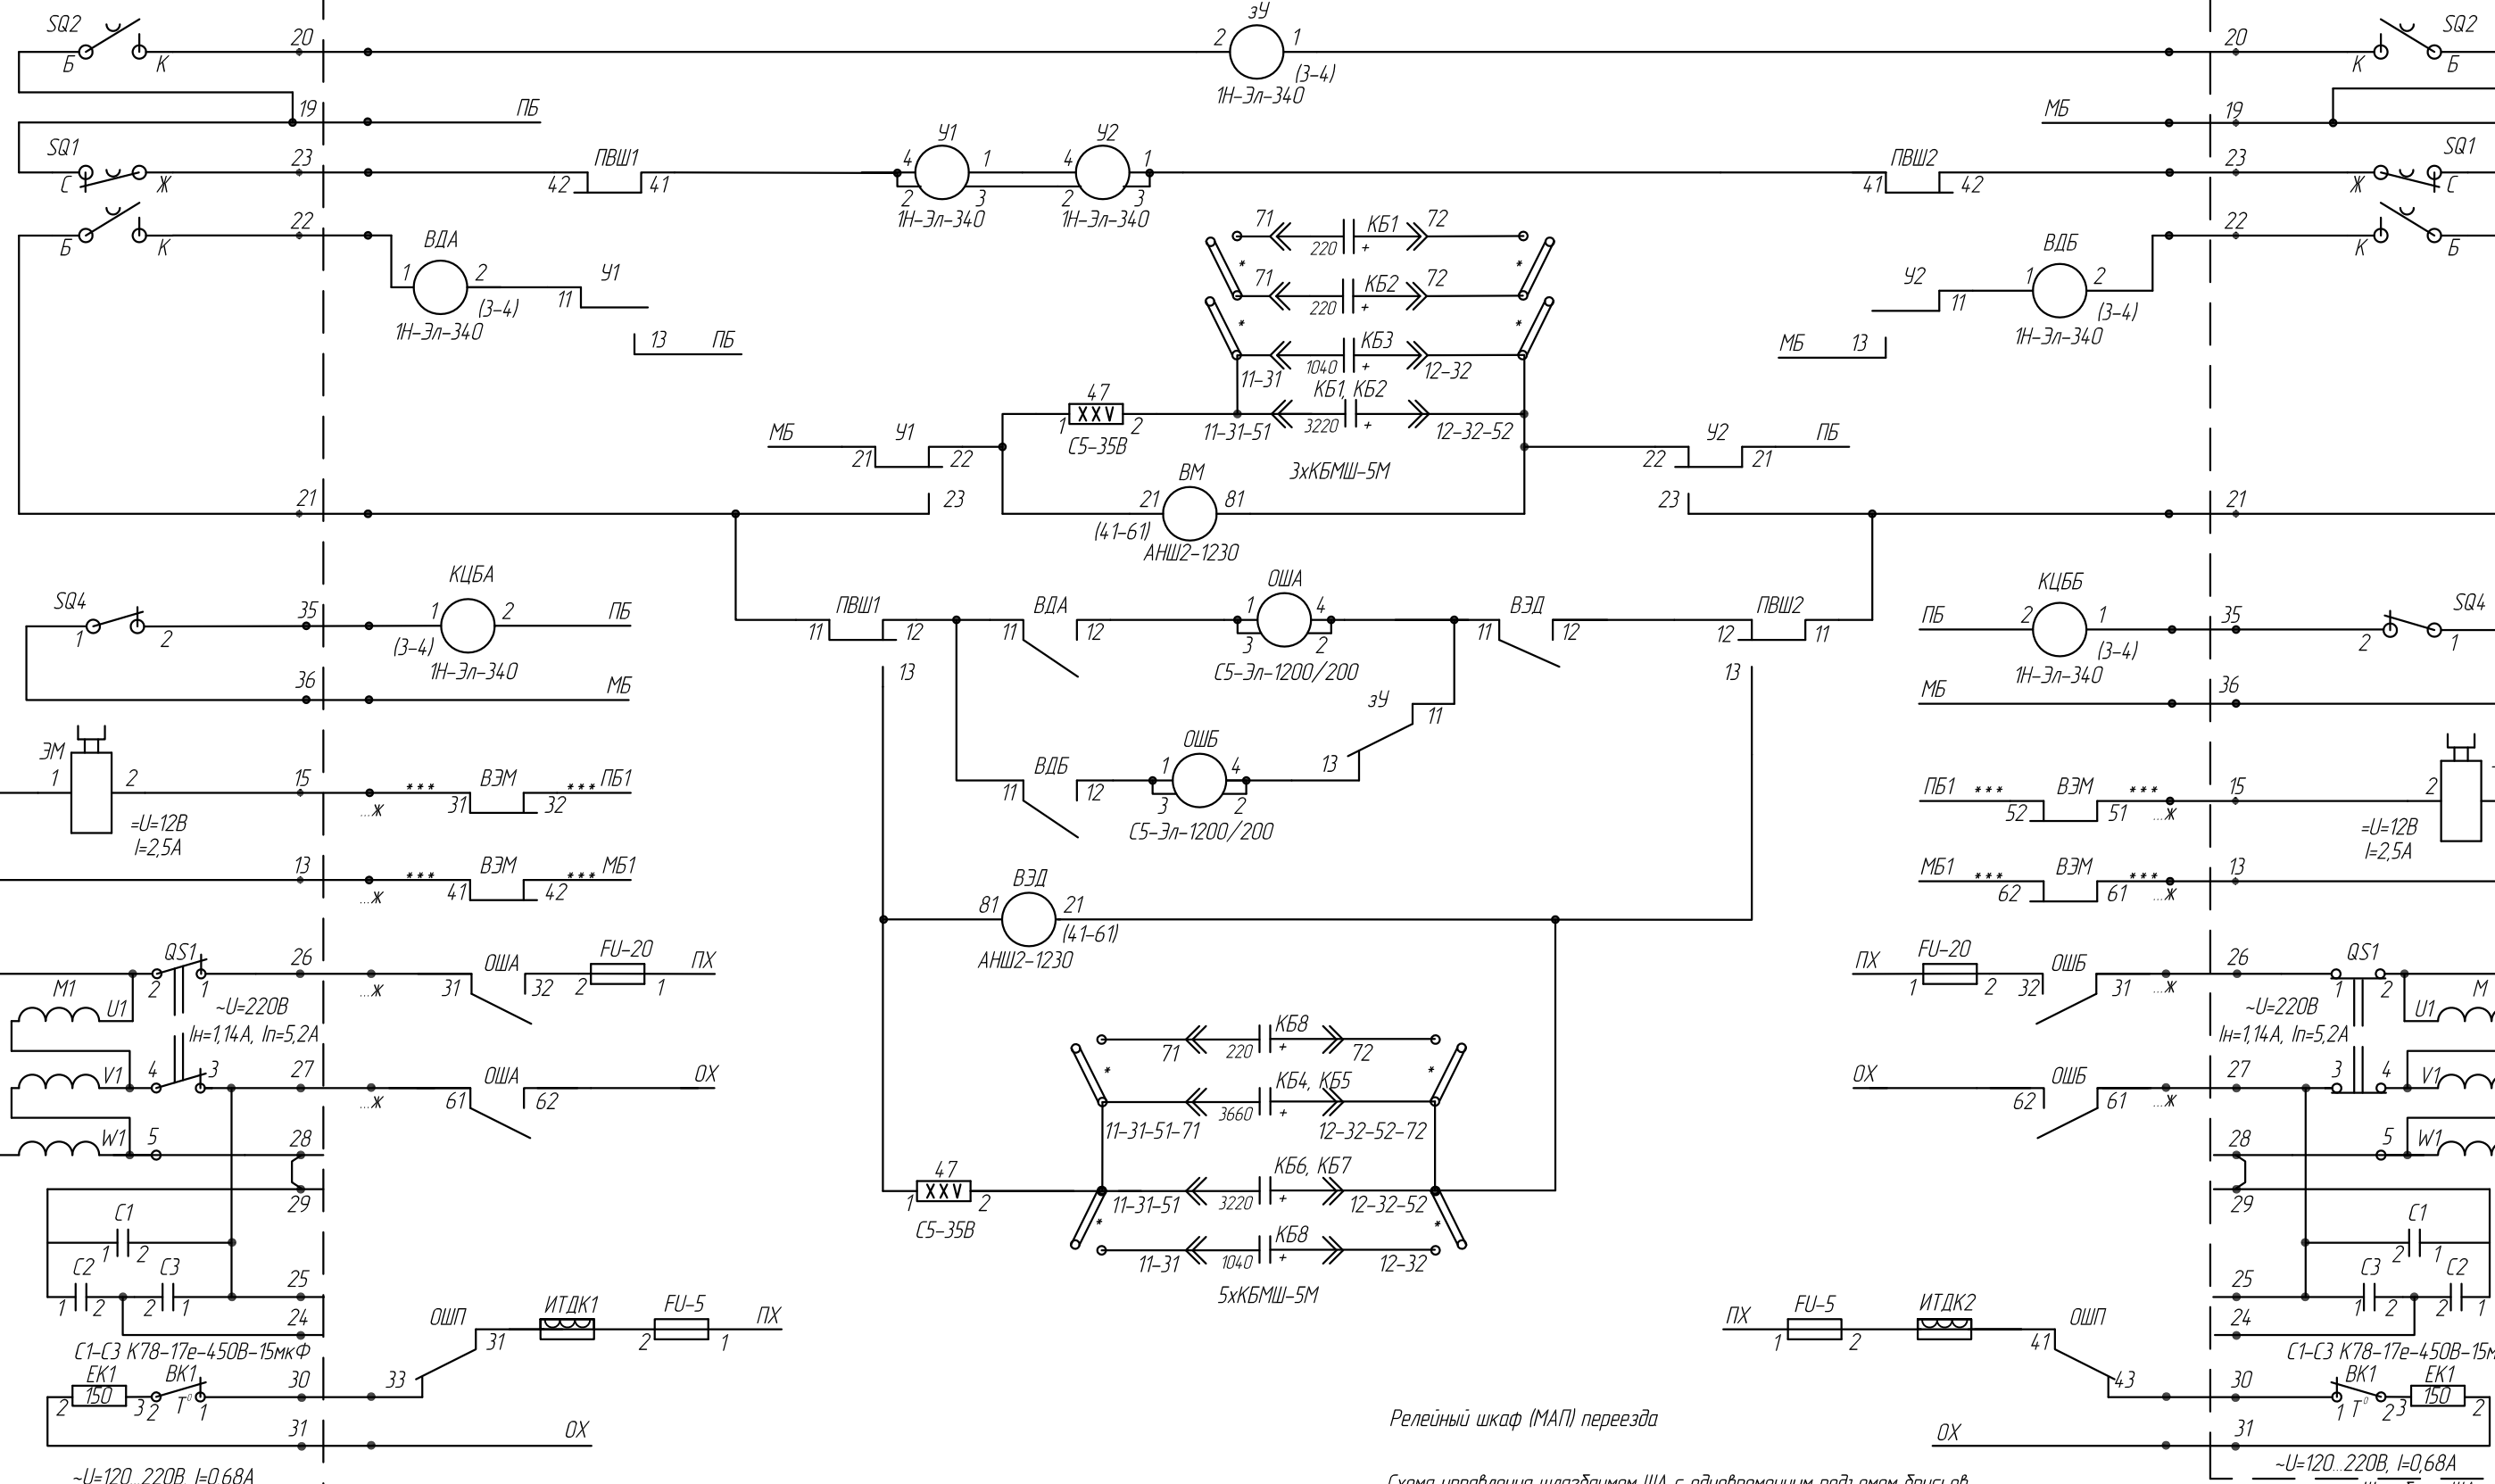 SQ2 20 зУ 20 SQ2
2 1
Б К (3-4) К Б
1Н-Эл-340
19 ПБ МБ 19
У1 У2
SQ1 23 ПВШ1 4 1 4 1 ПВШ2 23 SQ1
С Ж 42 41 2 3 2 3 41 42 Ж С
1Н-Эл-340 1Н-Эл-340
22 71 КБ1 72 22
Б К ВДА 220 + ВДБ К Б
1 2 У1 * 71 КБ2 72 * У2 1 2
11 (3-4) 220 + 11 (3-4)
1Н-Эл-340 * * 1Н-Эл-340
13 ПБ КБ3 МБ 13
1040 +
11-31 12-32
47 КБ1, КБ2
1 2 3220 +
МБ У1 11-31-51 12-32-52 У2 ПБ
21 22 С5-35В 22 21
ВМ 3хКБМШ-5М
21 23 21 81 23 21
(41-61)
АНШ2-1230
КЦБА ОША КЦББ
SQ4 35 1 2 ПБ ПВШ1 ВДА 1 4 ВЭД ПВШ2 ПБ 2 1 35 SQ4
1 2 (3-4) 11 12 11 12 3 2 11 12 12 11 (3-4) 2 1
1Н-Эл-340 С5-Эл-1200/200 1Н-Эл-340
36 МБ 13 зУ 13 МБ 36
11
ЭМ ОШБ
1 2 15 *** ВЭМ *** ПБ1 ВДБ 1 4 13 ПБ1 *** ВЭМ *** 15 2
...Ж 31 32 11 12 3 2 52 51 ...Ж
=U=12В С5-Эл-1200/200 =U=12В
I=2,5А I=2,5А
13 *** ВЭМ *** МБ1 МБ1 *** ВЭМ *** 13
...Ж 41 42 ВЭД 62 61 ...Ж
81 21
(41-61)
QS1 26 ОША FU-20 ПХ АНШ2-1230 ПХ FU-20 ОШБ 26 QS1
2 1 ...Ж 31 32 2 1 1 2 32 31 ...Ж 1 2
М1 U1 ~U=220В ~U=220В U1 М
Iн=1,14А, Iп=5,2А КБ8 Iн=1,14А, Iп=5,2А
71 220 + 72
V1 4 3 27 ОША ОХ * КБ4, КБ5 * ОХ ОШБ 27 3 4 V1
...Ж 61 62 3660 + 62 61 ...Ж
W1 5 28 11-31-51-71 12-32-52-72 28 5 W1
47 КБ6, КБ7
29 1 2 11-31-51 3220 + 12-32-52 29
С1 С5-35В * КБ8 * С1
1 2 1040 + 2 1
С2 С3 25 11-31 12-32 25 С3 С2
1 2 2 1 5хКБМШ-5М 1 2 2 1
24 ОШП ИТДК1 FU-5 ПХ ПХ FU-5 ИТДК2 ОШП 24
31 2 1 1 2 41
С1-С3 К78-17е-450В-15мкФ С1-С3 К78-17е-450В-15м
ЕК1 ВК1 30 33 43 30 ВК1 ЕК1
2 150 3 2 Т⁰ 1 1 Т⁰ 2 3 150 2
Релейный шкаф (МАП) переезда
31 ОХ ОХ 31
~U=120...220В, I=0,68А ~U=120...220В, I=0,68А
Схема управления шлагбаумом ША с одновременным подъемом брусьев